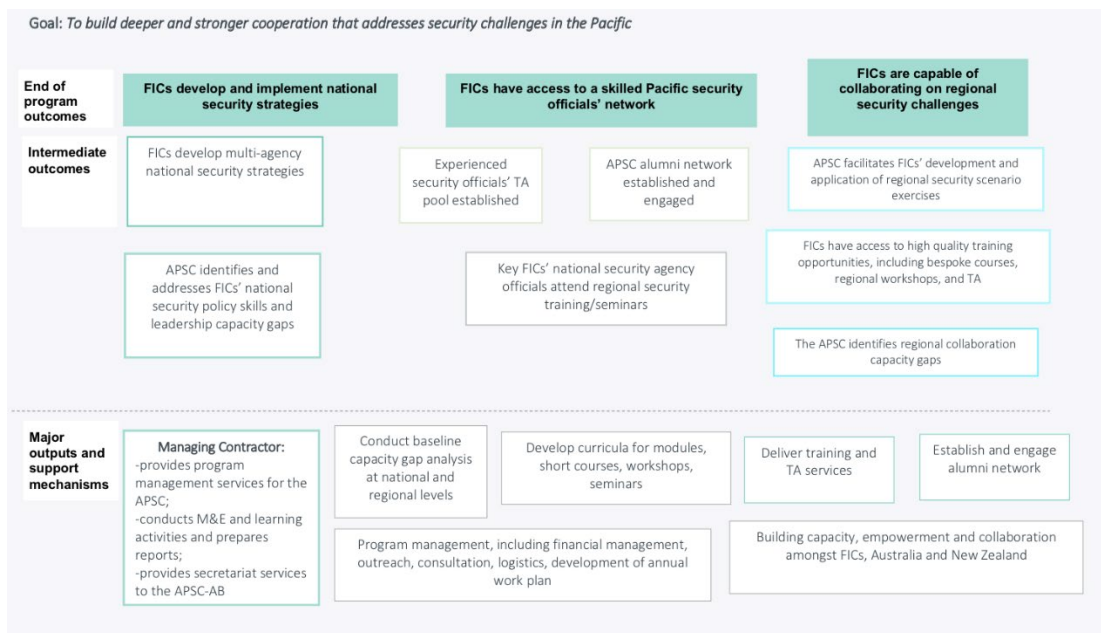 Goal: To build deeper and stronger cooperation that addresses security challenges in the Pacific
End of
program
outcomes
FICs develop and implement national
security strategies
FICs have access to a skilled Pacific security
officials’ network
FICs are capable of
collaborating on regional
security challenges
Intermediate
outcomes
FICs develop multi-agency
national security strategies
Experienced
security officials’ TA
pool established
APSC alumni network
established and
engaged
APSC facilitates FICs’ development and
application of regional security scenario
exercises
APSC identifies and
addresses FICs’ national
security policy skills and
leadership capacity gaps
Key FICs’ national security agency
officials attend regional security
training/seminars
FICs have access to high quality training
opportunities, including bespoke courses,
regional workshops, and TA
The APSC identifies regional collaboration
capacity gaps
Major
outputs and
support
mechanisms
Managing Contractor:
-provides program
management services for the
APSC;
-conducts M&E and learning
activities and prepares
reports;
-provides secretariat services
to the APSC-AB
Conduct baseline
capacity gap analysis
at national and
regional levels
Develop curricula for modules,
short courses, workshops,
seminars
Deliver training and
TA services
Establish and engage
alumni network
Program management, including financial management,
outreach, consultation, logistics, development of annual
work plan
Building capacity, empowerment and collaboration
amongst FICs, Australia and New Zealand